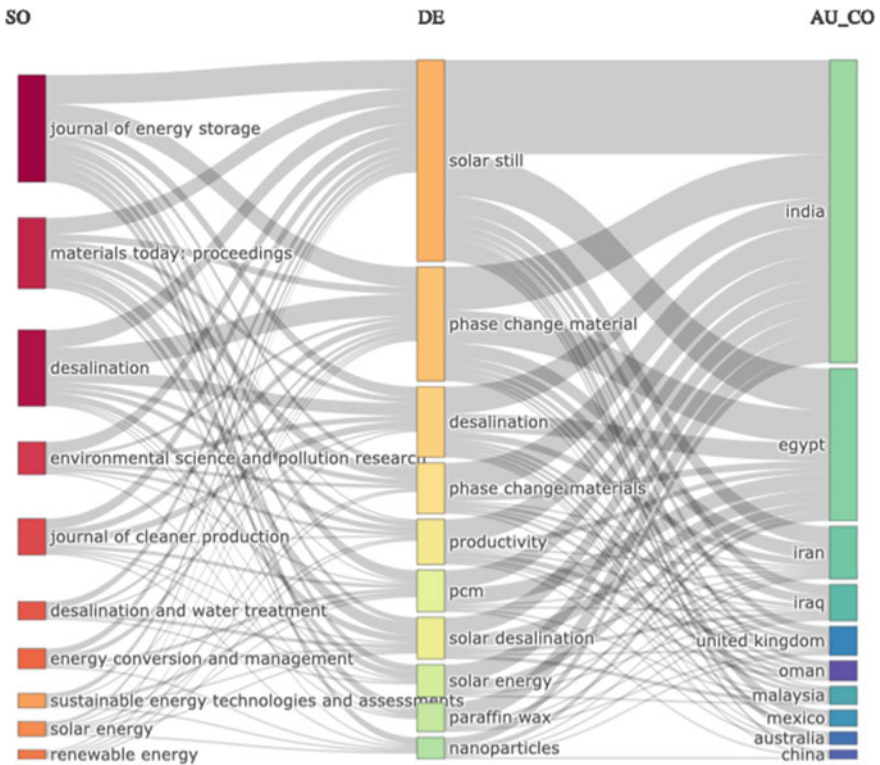 SO
DE
AU_CO
journal of energy storage
materials today: proceedings
desalination
environmental science and pollution research
journal of cleaner production
desalination and water treatment
energy conversion and management
sustainable energy technologies and assessments
solar energy
renewable energy
solar still
phase change material
desalination
phase change materials
productivity
pcm
solar desalination
solar energy
paraffin wax
nanoparticles
india
egypt
iran
iraq
united kingdom
oman
malaysia
mexico
australia
china